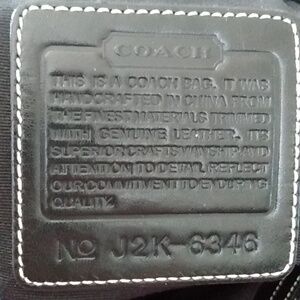 COACH
THIS IS A COACH BAG. IT WAS
HANDCRAFTED IN CHINA FROM
THE FINEST MATERIALS TRIMMED
WITH GENUINE LEATHER. ITS
SUPERIOR CRAFTSMANSHIP AND
ATTENTION TO DETAIL REFLECT
OUR COMMITMENT TO ENDURING
QUALITY.
No J2K-6346